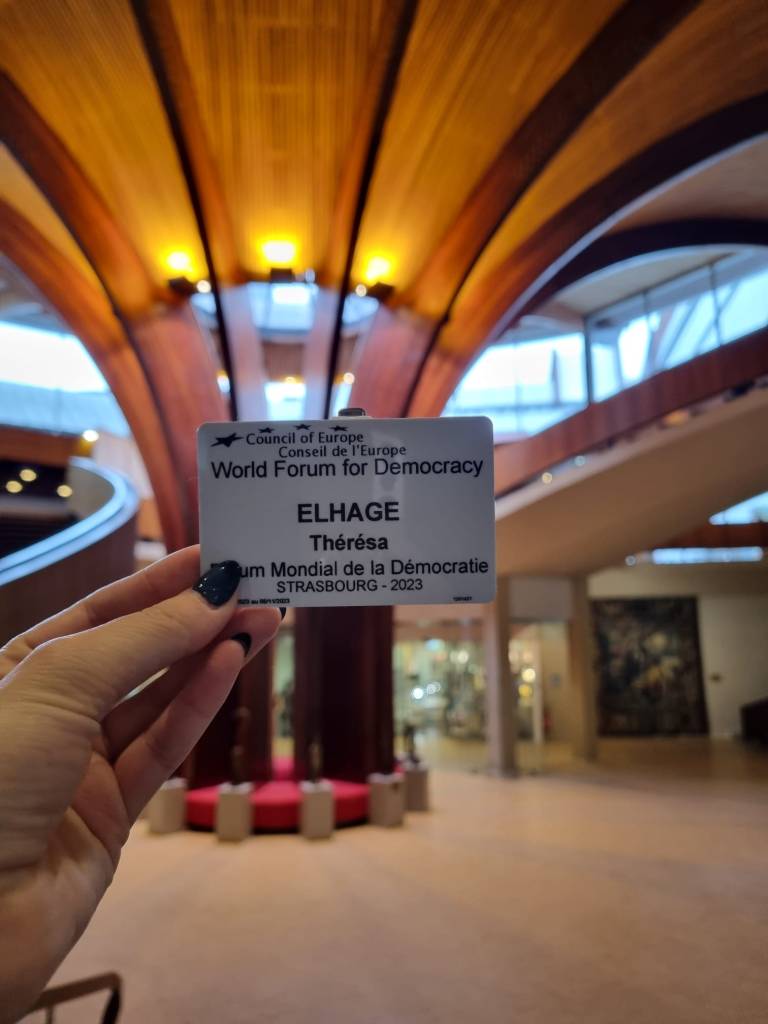 Council of Europe
Conseil de l'Europe
World Forum for Democracy
ELHAGE
Thérésa
um Mondial de la Démocratie
STRASBOURG - 2023